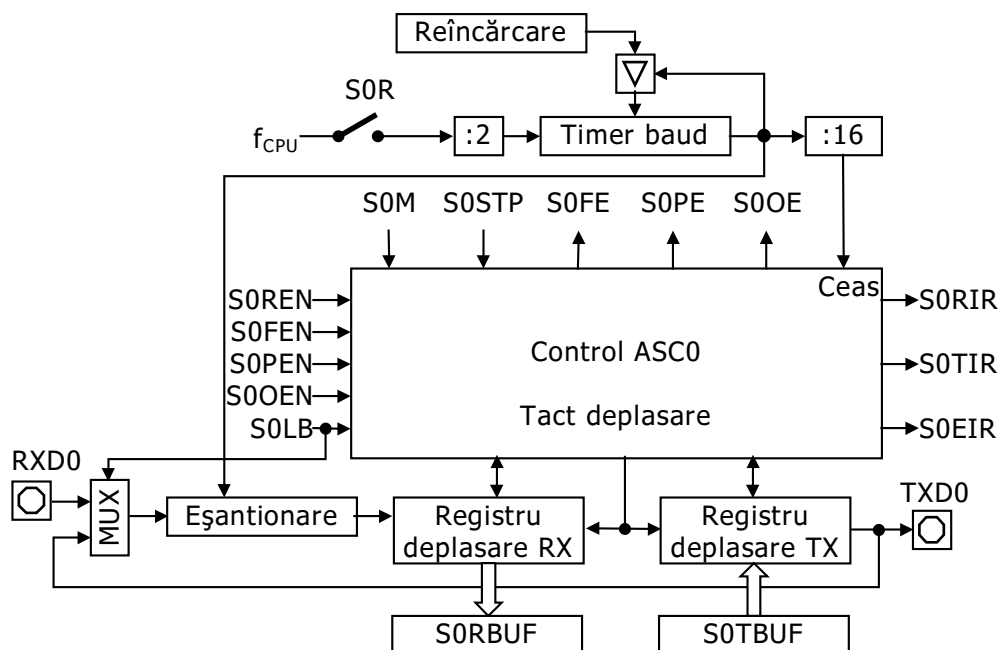 Reîncărcare
S0R
fCPU
:2
Timer baud
:16
S0M
S0STP
S0FE
S0PE
S0OE
Ceas
S0REN
S0FEN
S0PEN
S0OEN
S0LB
Control ASC0
Tact deplasare
S0RIR
S0TIR
S0EIR
RXD0
MUX
Eşantionare
Registru
deplasare RX
Registru
deplasare TX
TXD0
S0RBUF
S0TBUF